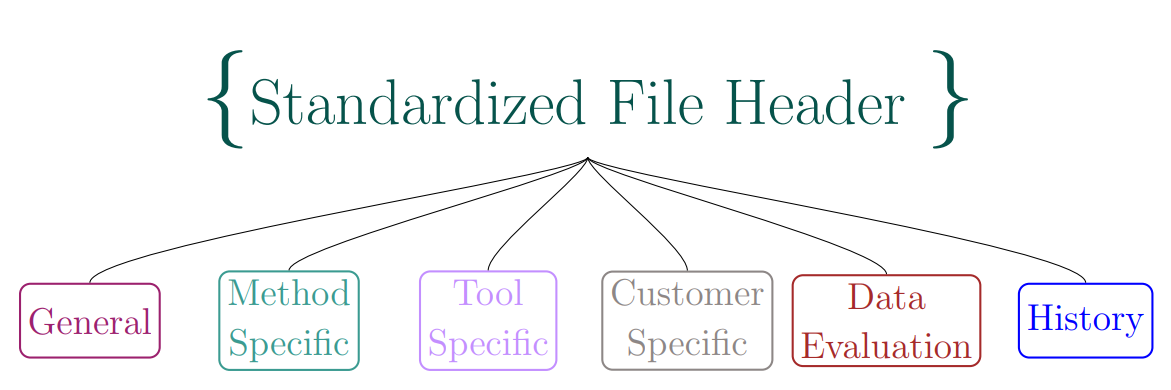 {Standardized File Header }
General
Method
Specific
Tool
Specific
Customer
Specific
Data
Evaluation
History